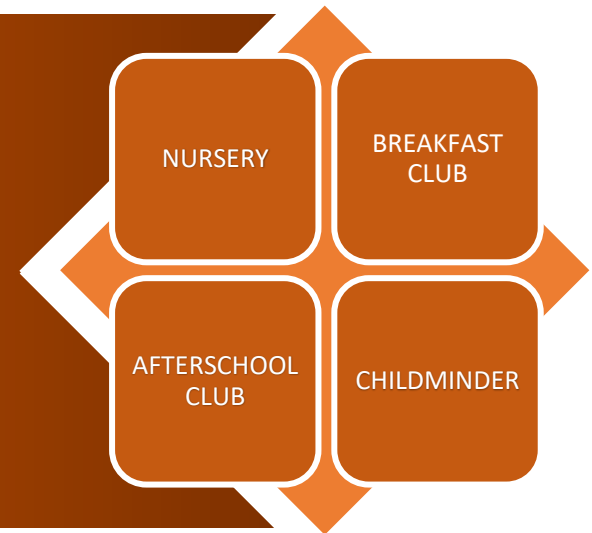 NURSERY
BREAKFAST
CLUB
AFTERSCHOOL
CLUB
CHILDMINDER